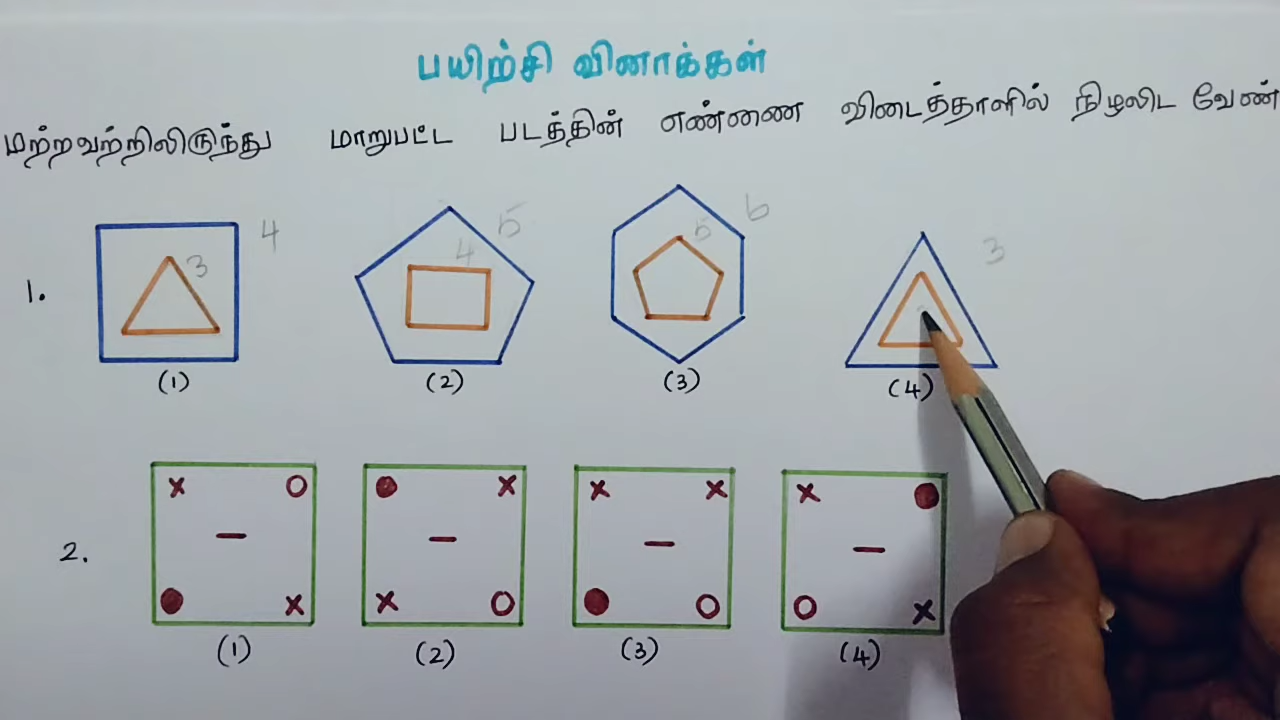 பயிற்சி வினாக்கள்
மற்றவற்றிலிருந்து மாறுபட்ட படத்தின் எண்ணை விடைத்தாளில் நிழலிட வேண்
1. 3 4 4 5 5 6 3
(1) (2) (3) (4)
2.
(1) (2) (3) (4)